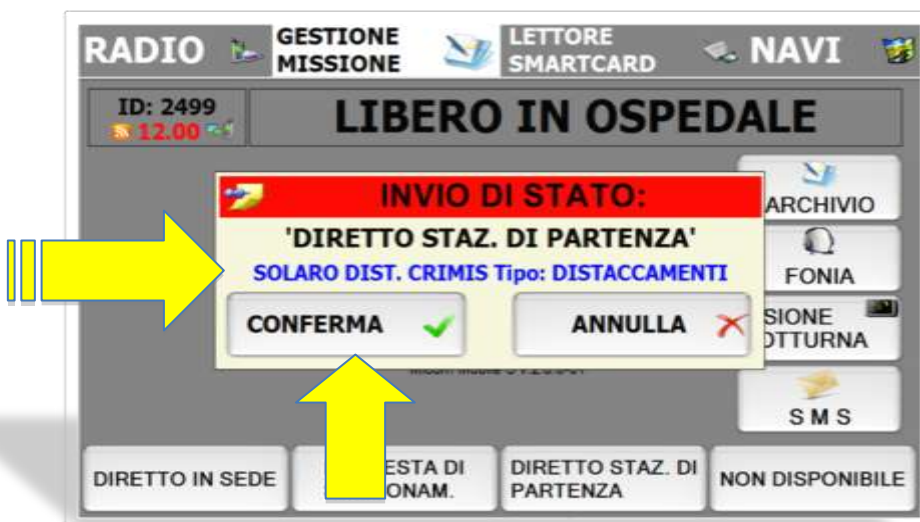 RADIO
GESTIONE
MISSIONE
LETTORE
SMARTCARD
NAVI
ID: 2499
12.00
LIBERO IN OSPEDALE
INVIO DI STATO:
'DIRETTO STAZ. DI PARTENZA'
SOLARO DIST. CRIMIS Tipo: DISTACCAMENTI
CONFERMA
ANNULLA
ARCHIVIO
FONIA
SIONE
OTTURNA
S M S
DIRETTO IN SEDE
ESTA DI
ONAM.
DIRETTO STAZ. DI
PARTENZA
NON DISPONIBILE